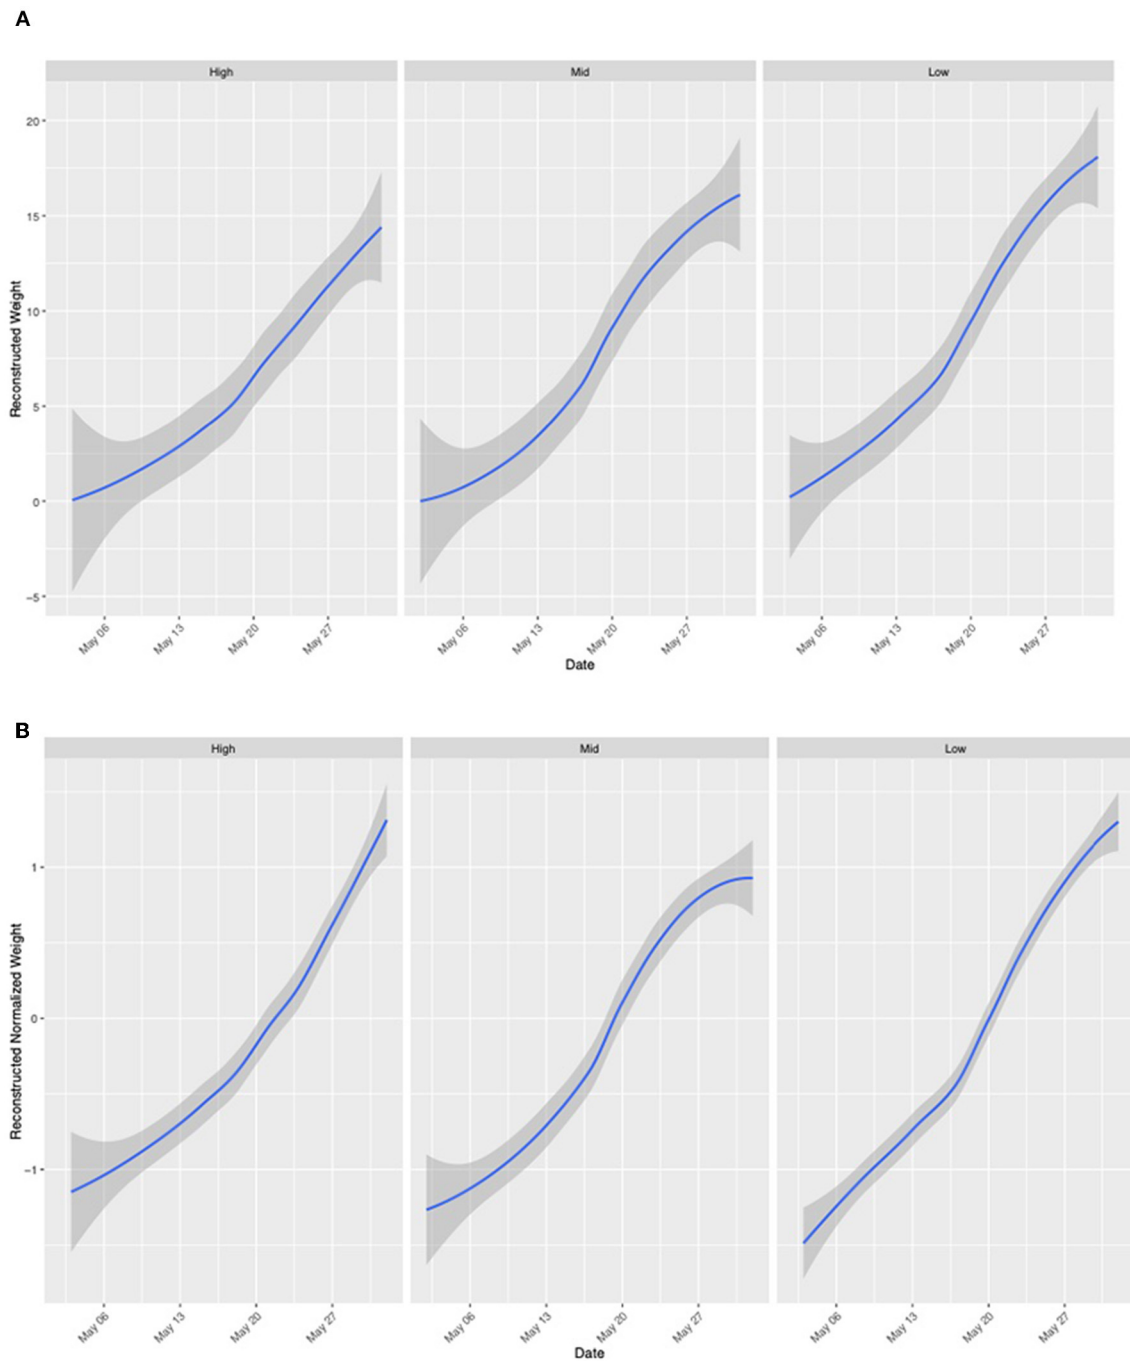 A
High Mid Low
Reconstructed Weight
20
15
10
5
0
−5
May 06 May 13 May 20 May 27 May 06 May 13 May 20 May 27 May 06 May 13 May 20 May 27
Date
B
High Mid Low
Reconstructed Normalized Weight
1
0
−1
May 06 May 13 May 20 May 27 May 06 May 13 May 20 May 27 May 06 May 13 May 20 May 27
Date